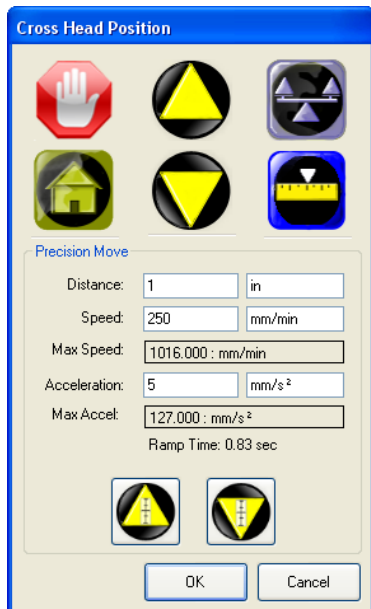 Cross Head Position
Precision Move
Distance: 1 in
Speed: 250 mm/min
Max Speed: 1016.000 : mm/min
Acceleration: 5 mm/s²
Max Accel: 127.000 : mm/s²
Ramp Time: 0.83 sec
OK Cancel